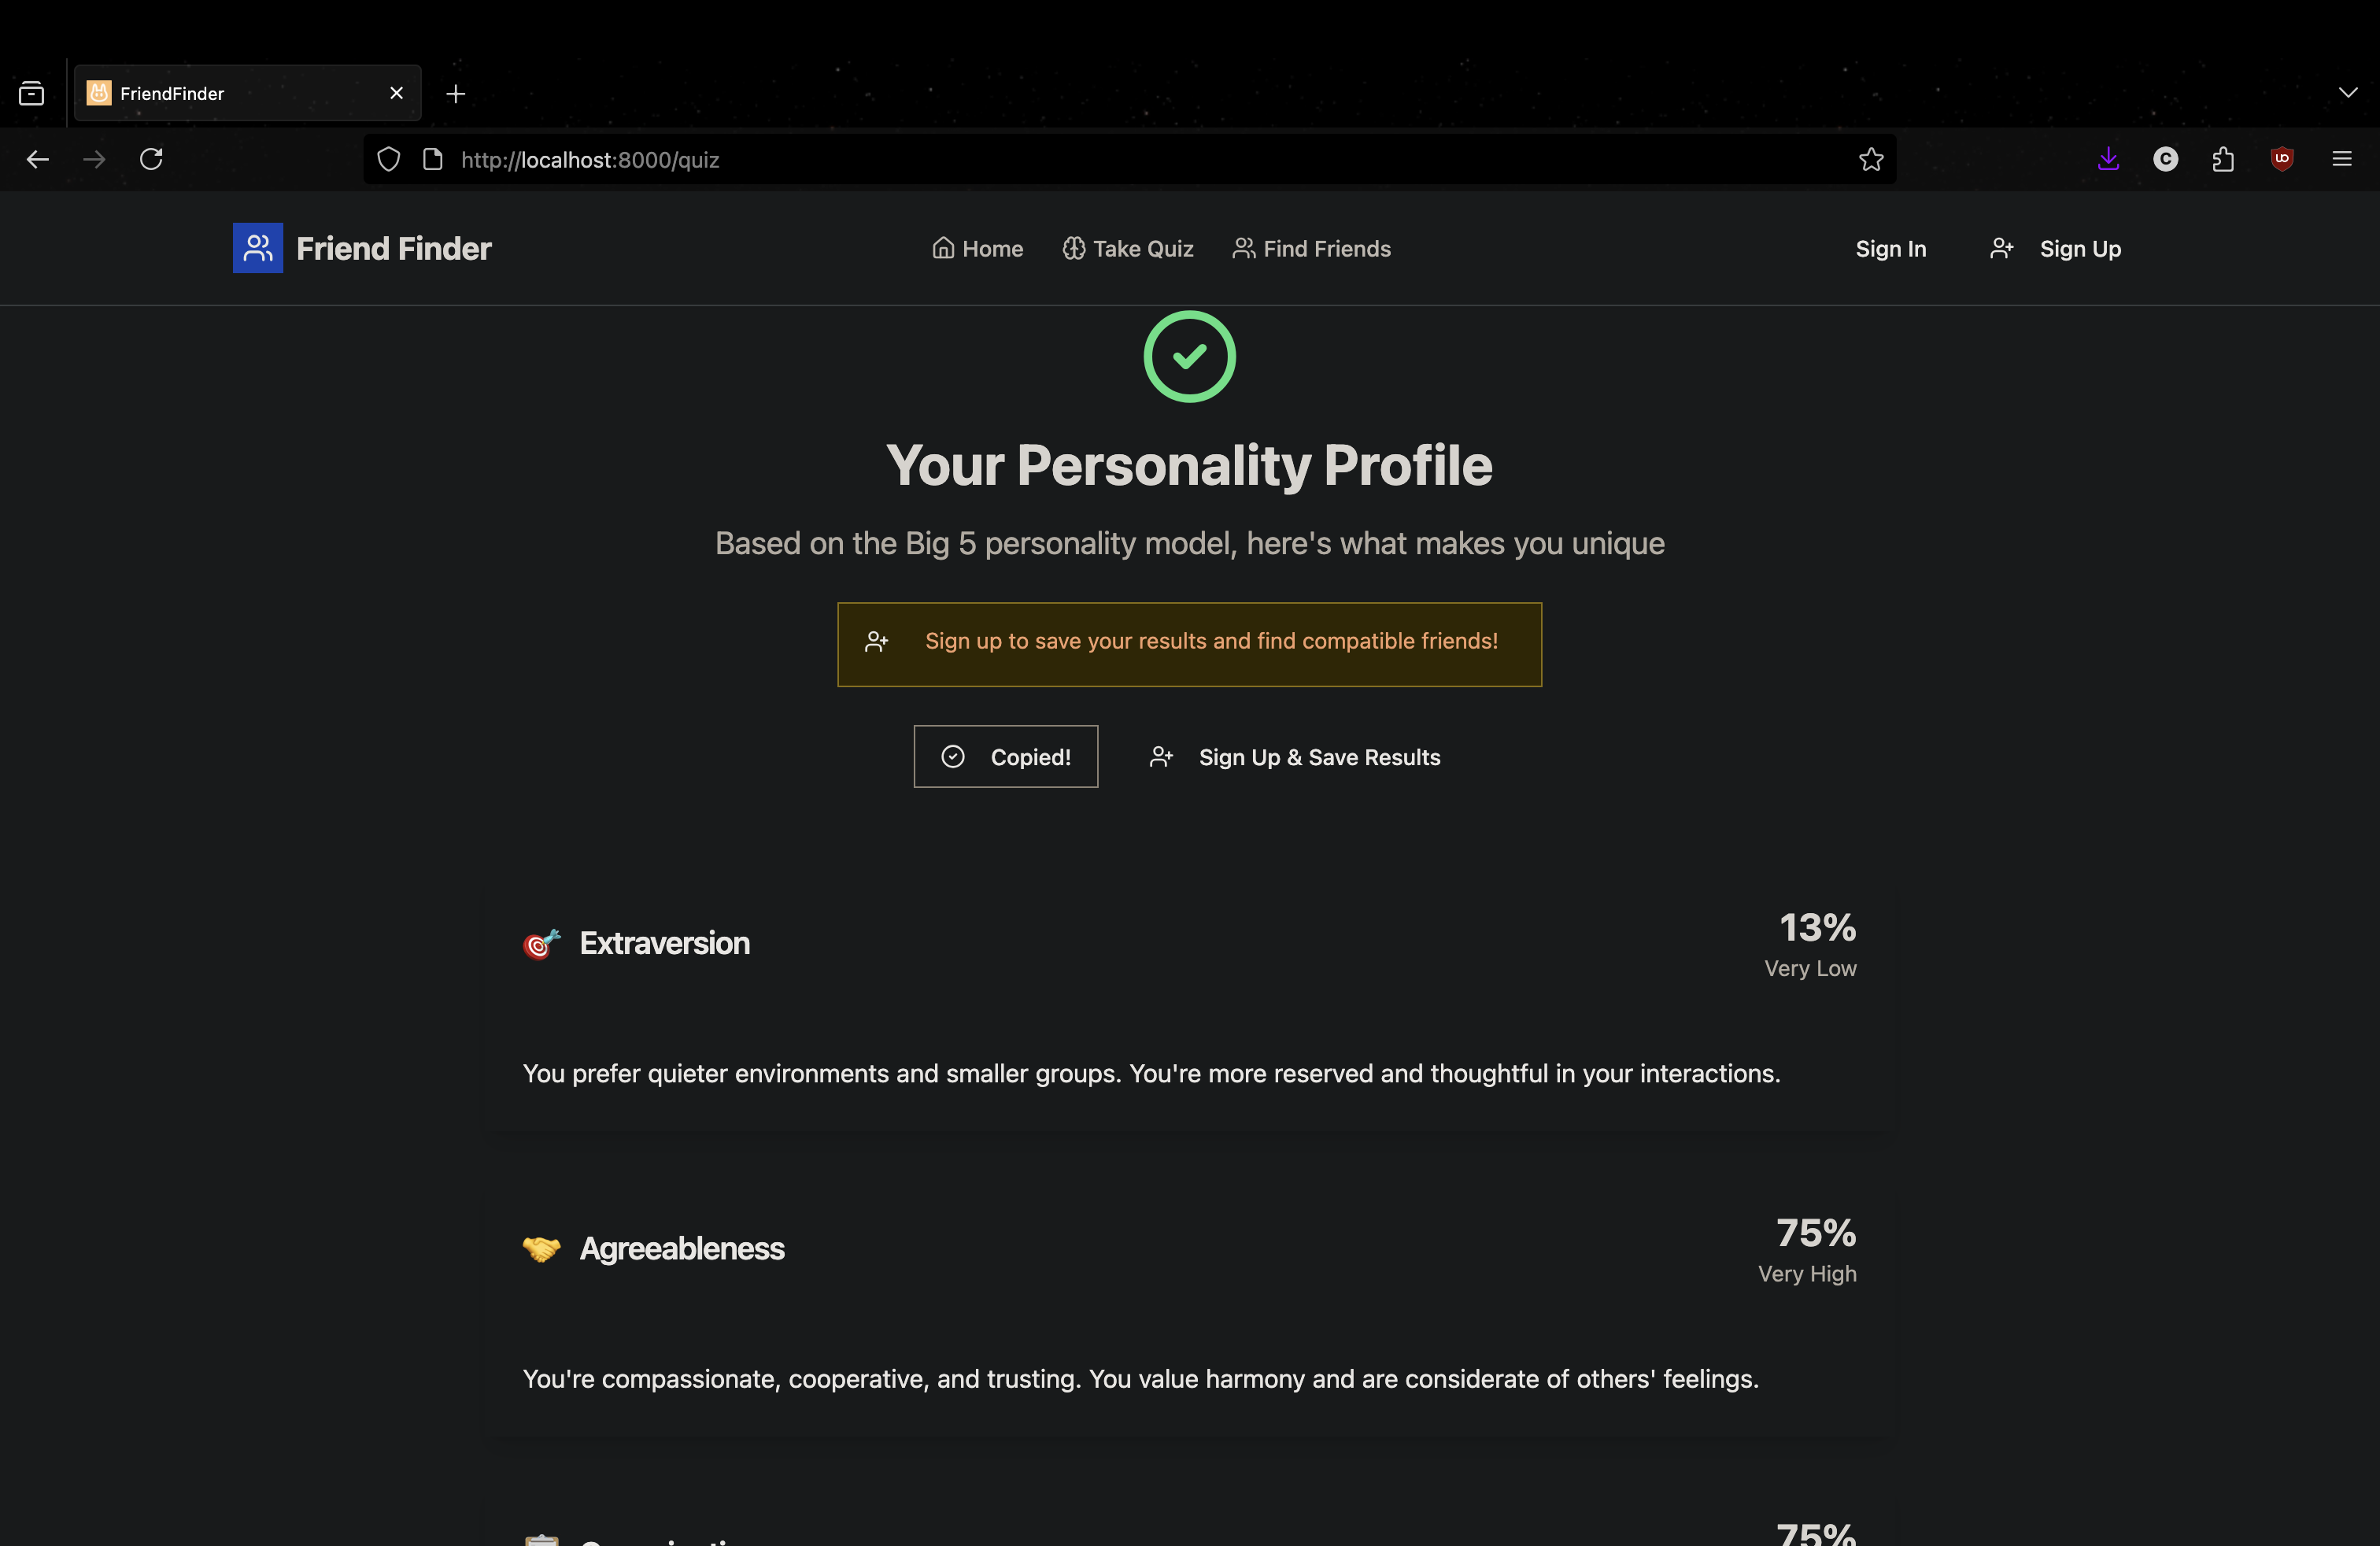 FriendFinder
http://localhost:8000/quiz
Friend Finder
Home
Take Quiz
Find Friends
Sign In
Sign Up
Your Personality Profile
Based on the Big 5 personality model, here's what makes you unique
Sign up to save your results and find compatible friends!
Copied!
Sign Up & Save Results
Extraversion
13%
Very Low
You prefer quieter environments and smaller groups. You're more reserved and thoughtful in your interactions.
Agreeableness
75%
Very High
You're compassionate, cooperative, and trusting. You value harmony and are considerate of others' feelings.
75%